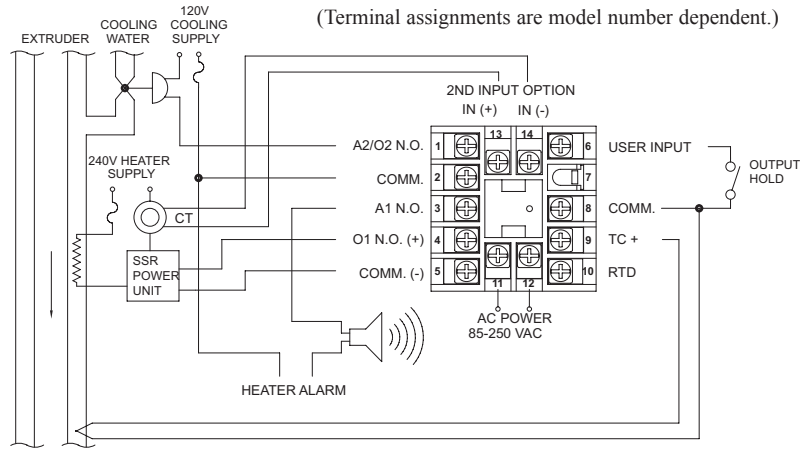 (Terminal assignments are model number dependent.)
120V
COOLING
SUPPLY
COOLING
WATER
EXTRUDER
2ND INPUT OPTION
IN (+) IN (-)
13 14
A2/O2 N.O. 1
6 USER INPUT
240V HEATER
SUPPLY
COMM. 2
7
OUTPUT
HOLD
CT
A1 N.O. 3
8 COMM.
O1 N.O. (+) 4
9 TC +
SSR
POWER
UNIT
COMM. (-) 5
10 RTD
11 12
AC POWER
85-250 VAC
HEATER ALARM